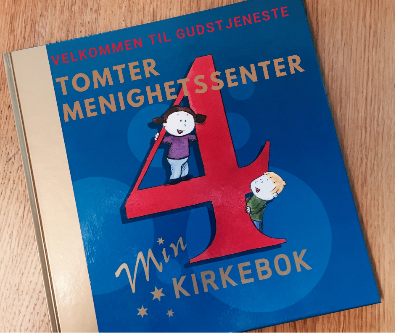 VELKOMMEN TIL GUDSTJENESTE
TOMTER
MENIGHETSSENTER
4
Min
KIRKEBOK